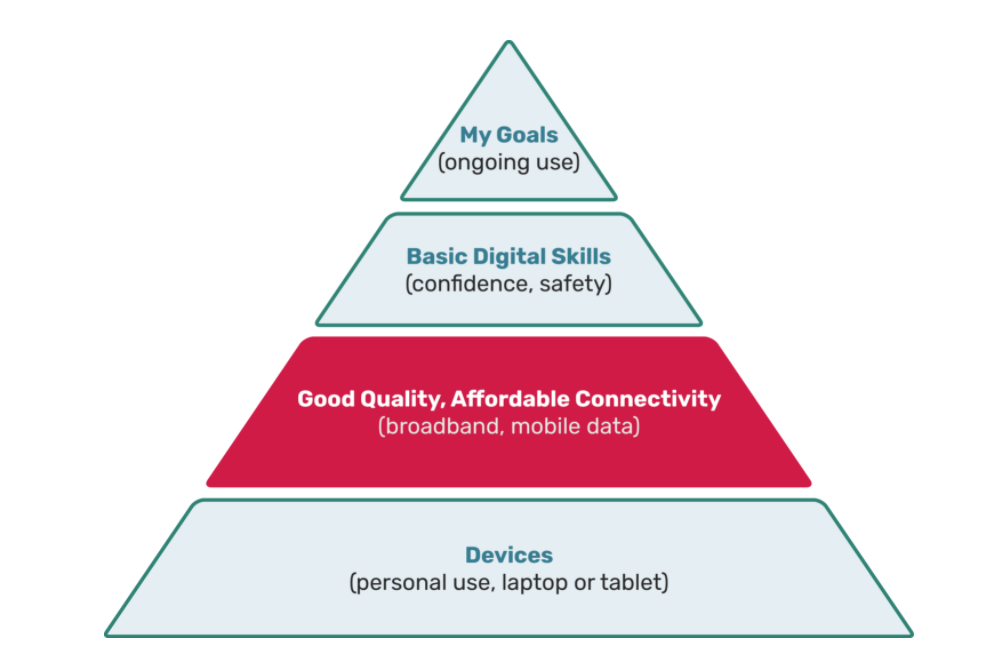 My Goals
(ongoing use)
Basic Digital Skills
(confidence, safety)
Good Quality, Affordable Connectivity
(broadband, mobile data)
Devices
(personal use, laptop or tablet)